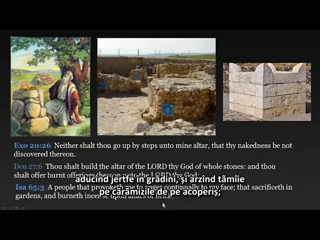 Exo 20:26 Neither shalt thou go up by steps unto mine altar, that thy nakedness be not
discovered thereon.
Deu 27:6 Thou shalt build the altar of the LORD thy God of whole stones: and thou
shalt offer burnt offerings thereon unto the LORD thy God:
Isa 65:3 A people that provoketh me to anger continually to my face; that sacrificeth in
gardens, and burneth incense upon altars of brick;
aducind jertfe în grădini, și arzind tămîie
pe cărămizile de pe acoperiș;